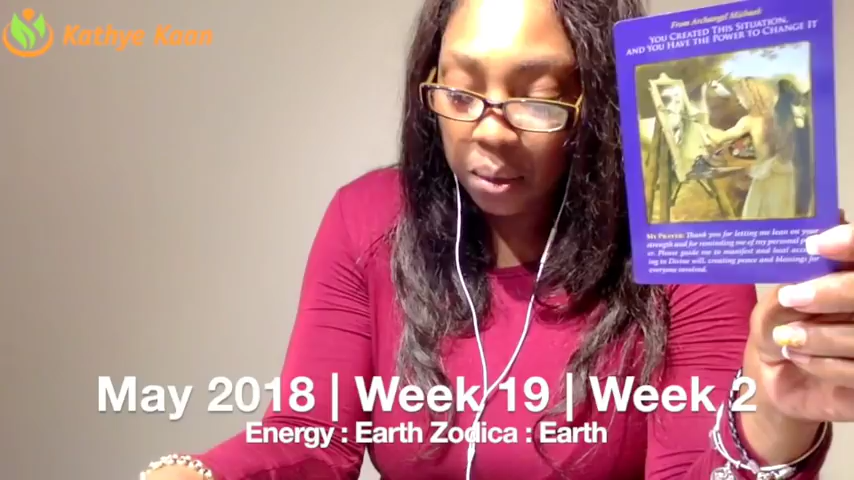 Kathye Koan
From Archangel Michael:
YOU CREATED THIS SITUATION,
AND YOU HAVE THE POWER TO CHANGE IT
MY PRAYER: Thank you for letting me lean on your
strength and for reminding me of my personal
Please guide me to manifest and heal
ing to Divine will, creating peace and blessings for
everyone involved.
May 2018 | Week 19 | Week 2
Energy : Earth Zodica : Earth